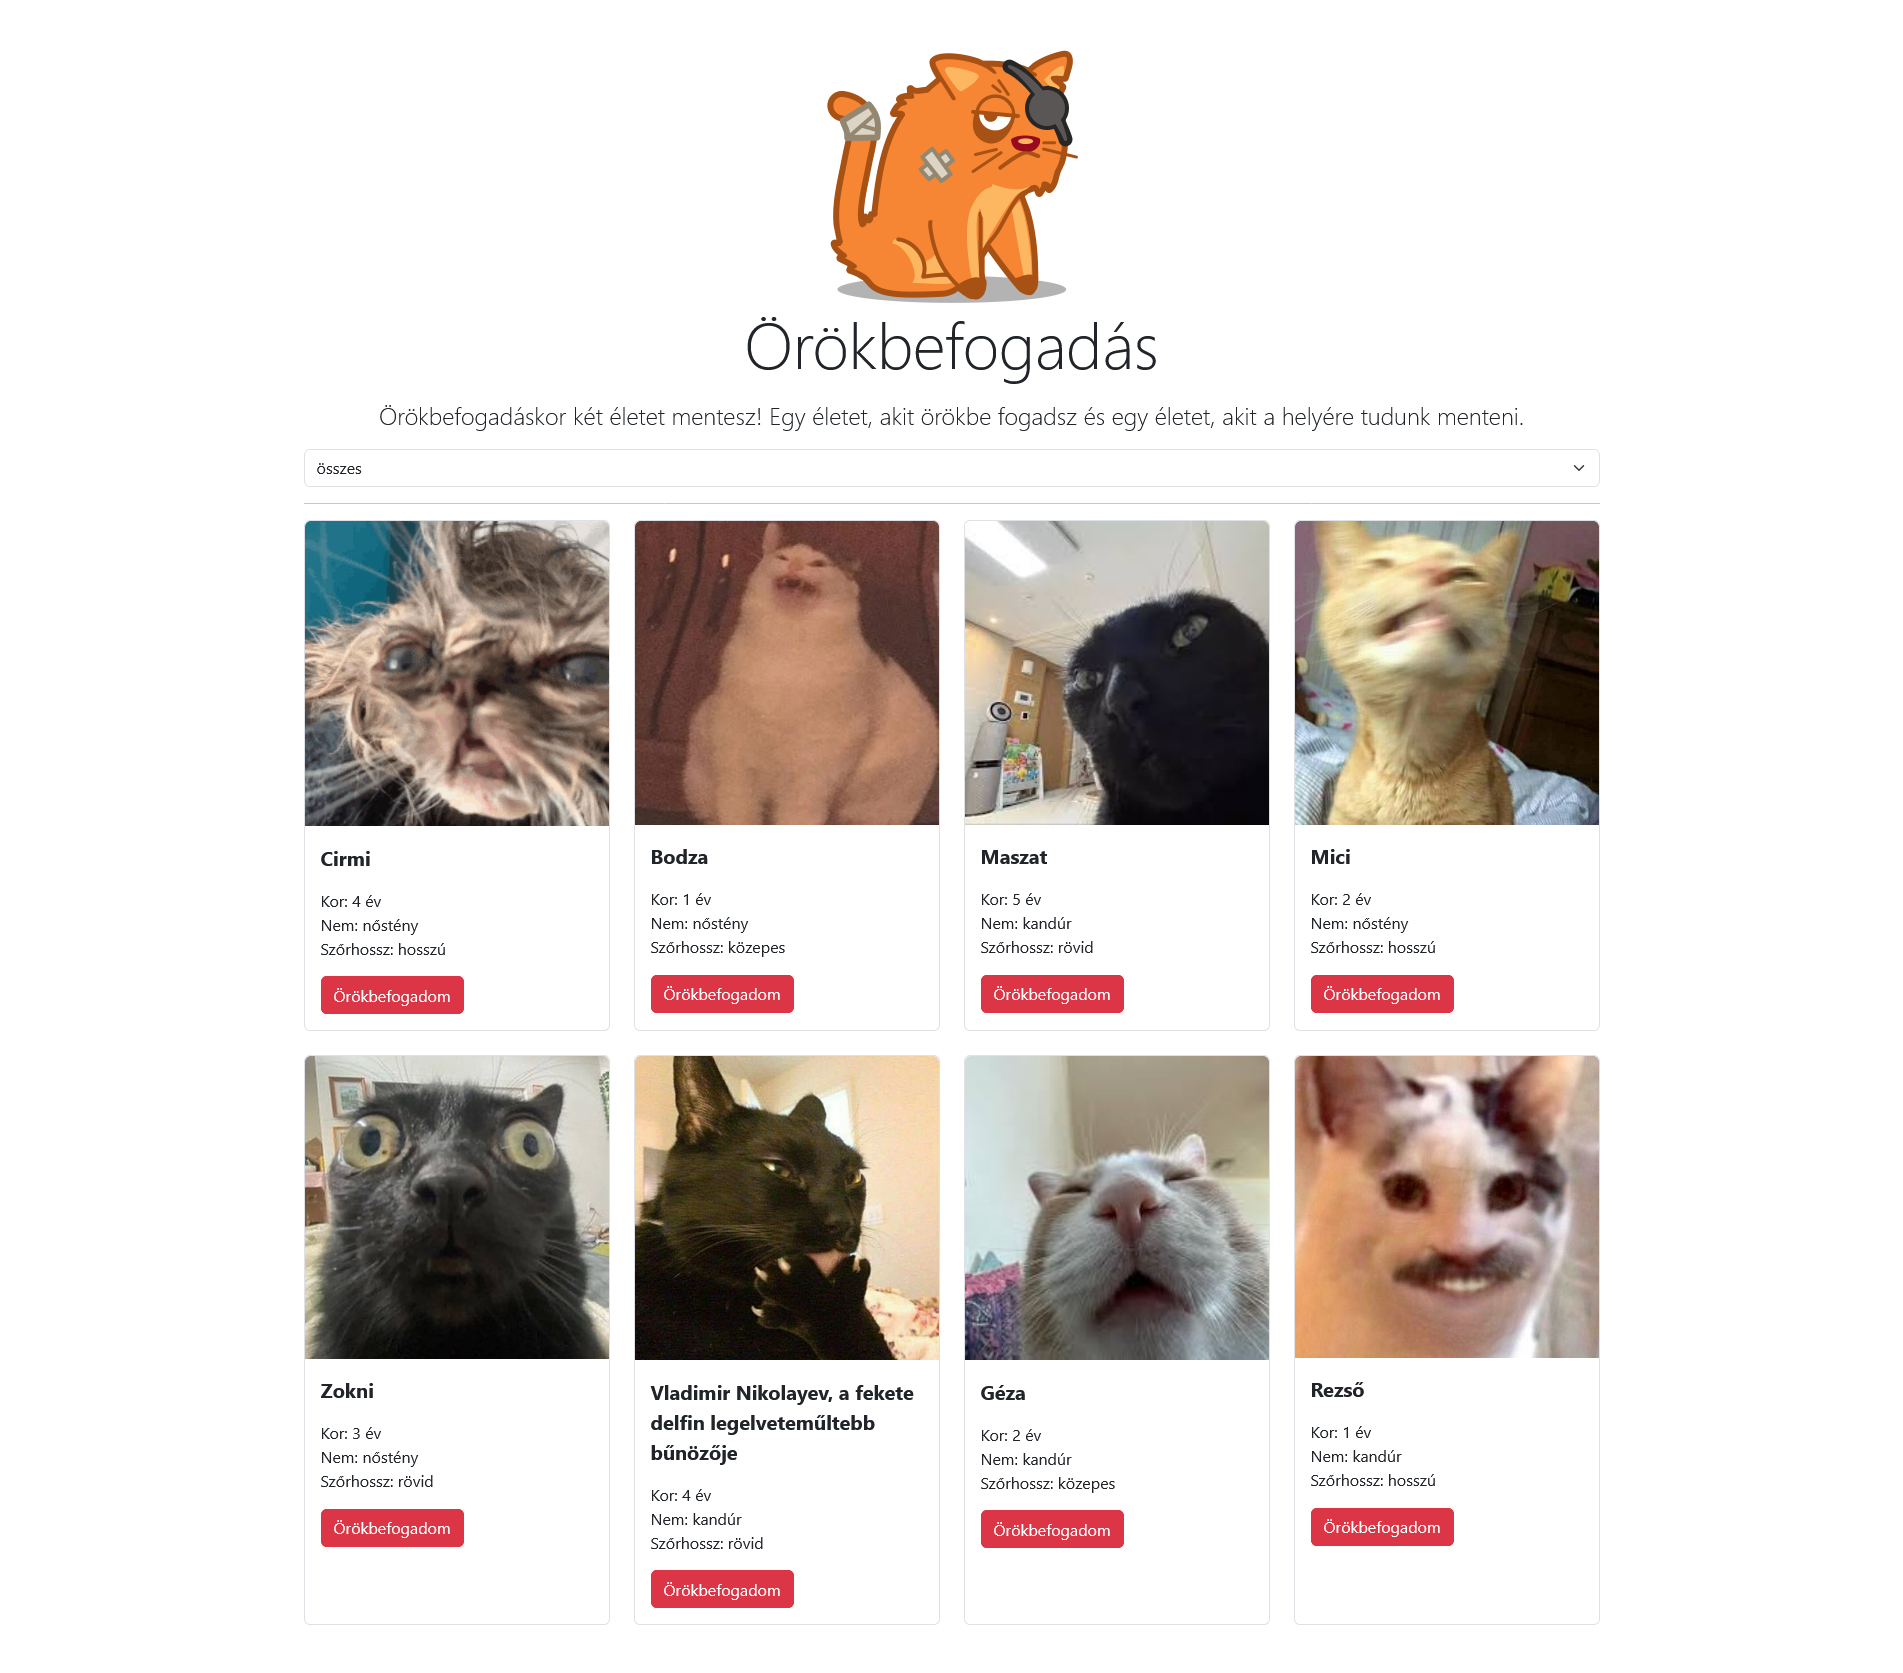 Örökbefogadás
Örökbefogadáskor két életet mentesz! Egy életet, akit örökbe fogadsz és egy életet, akit a helyére tudunk menteni.
összes
Cirmi
Kor: 4 év
Nem: nőstény
Szőrhossz: hosszú
Örökbefogadom
Bodza
Kor: 1 év
Nem: nőstény
Szőrhossz: közepes
Örökbefogadom
Maszat
Kor: 5 év
Nem: kandúr
Szőrhossz: rövid
Örökbefogadom
Mici
Kor: 2 év
Nem: nőstény
Szőrhossz: hosszú
Örökbefogadom
Zokni
Kor: 3 év
Nem: nőstény
Szőrhossz: rövid
Örökbefogadom
Vladimir Nikolayev, a fekete
delfin legelveteműltebb
bűnözője
Kor: 4 év
Nem: kandúr
Szőrhossz: rövid
Örökbefogadom
Géza
Kor: 2 év
Nem: kandúr
Szőrhossz: közepes
Örökbefogadom
Rezső
Kor: 1 év
Nem: kandúr
Szőrhossz: hosszú
Örökbefogadom